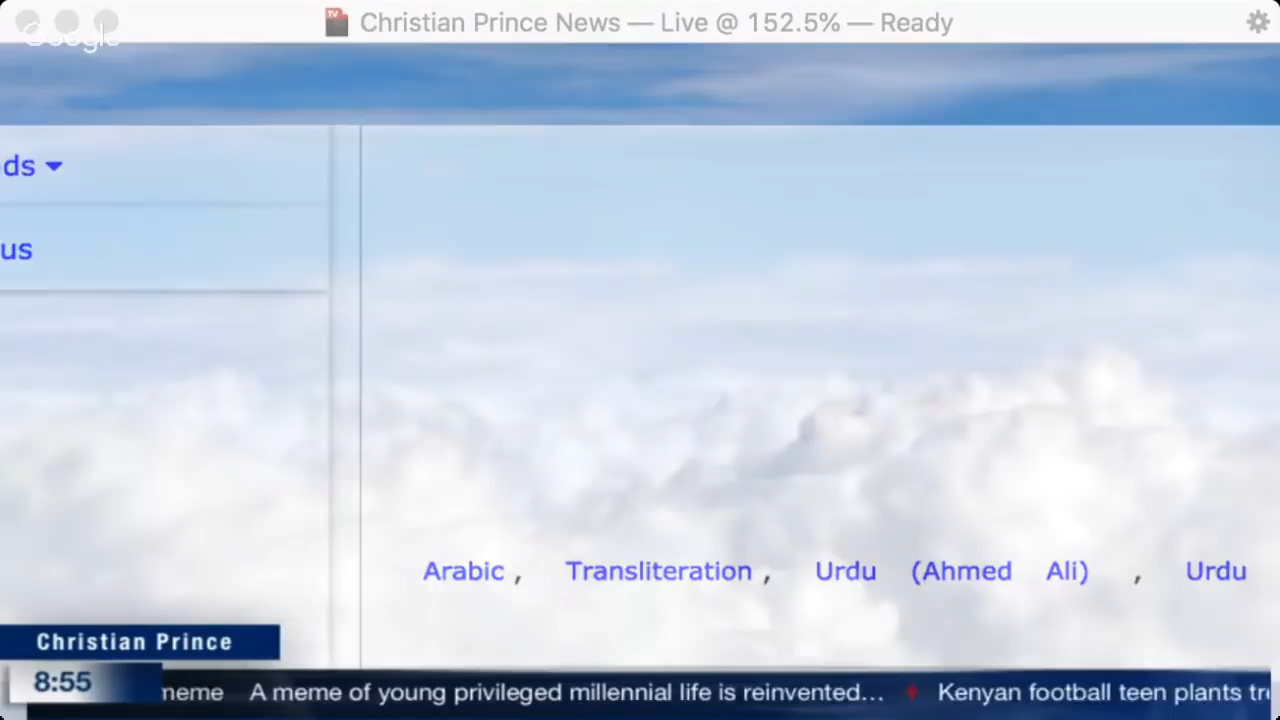 Christian Prince News — Live @ 152.5% — Ready
Google
ds
us
Arabic , Transliteration , Urdu (Ahmed Ali) , Urdu
Christian Prince
8:55
meme A meme of young privileged millennial life is reinvented... Kenyan football teen plants tr